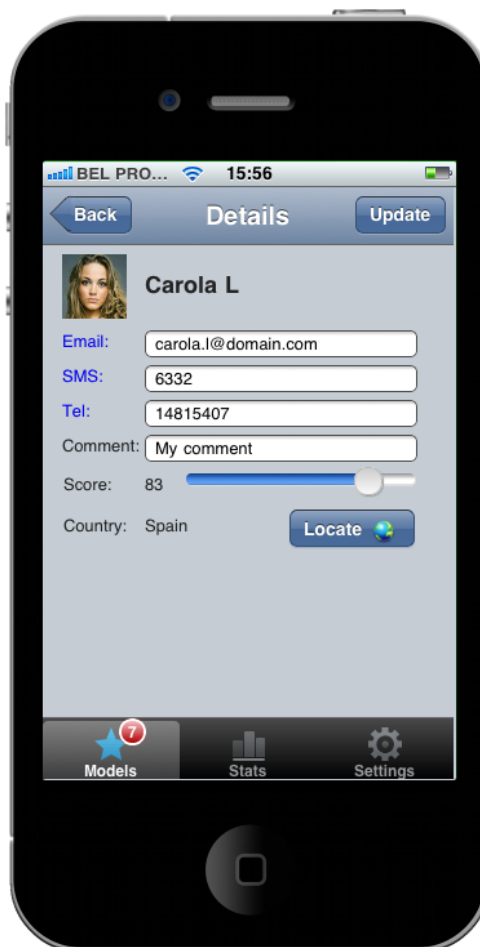 BEL PRO... 15:56
Back Details Update
Carola L
Email: carola.l@domain.com
SMS: 6332
Tel: 14815407
Comment: My comment
Score: 83
Country: Spain Locate
7
Models Stats Settings